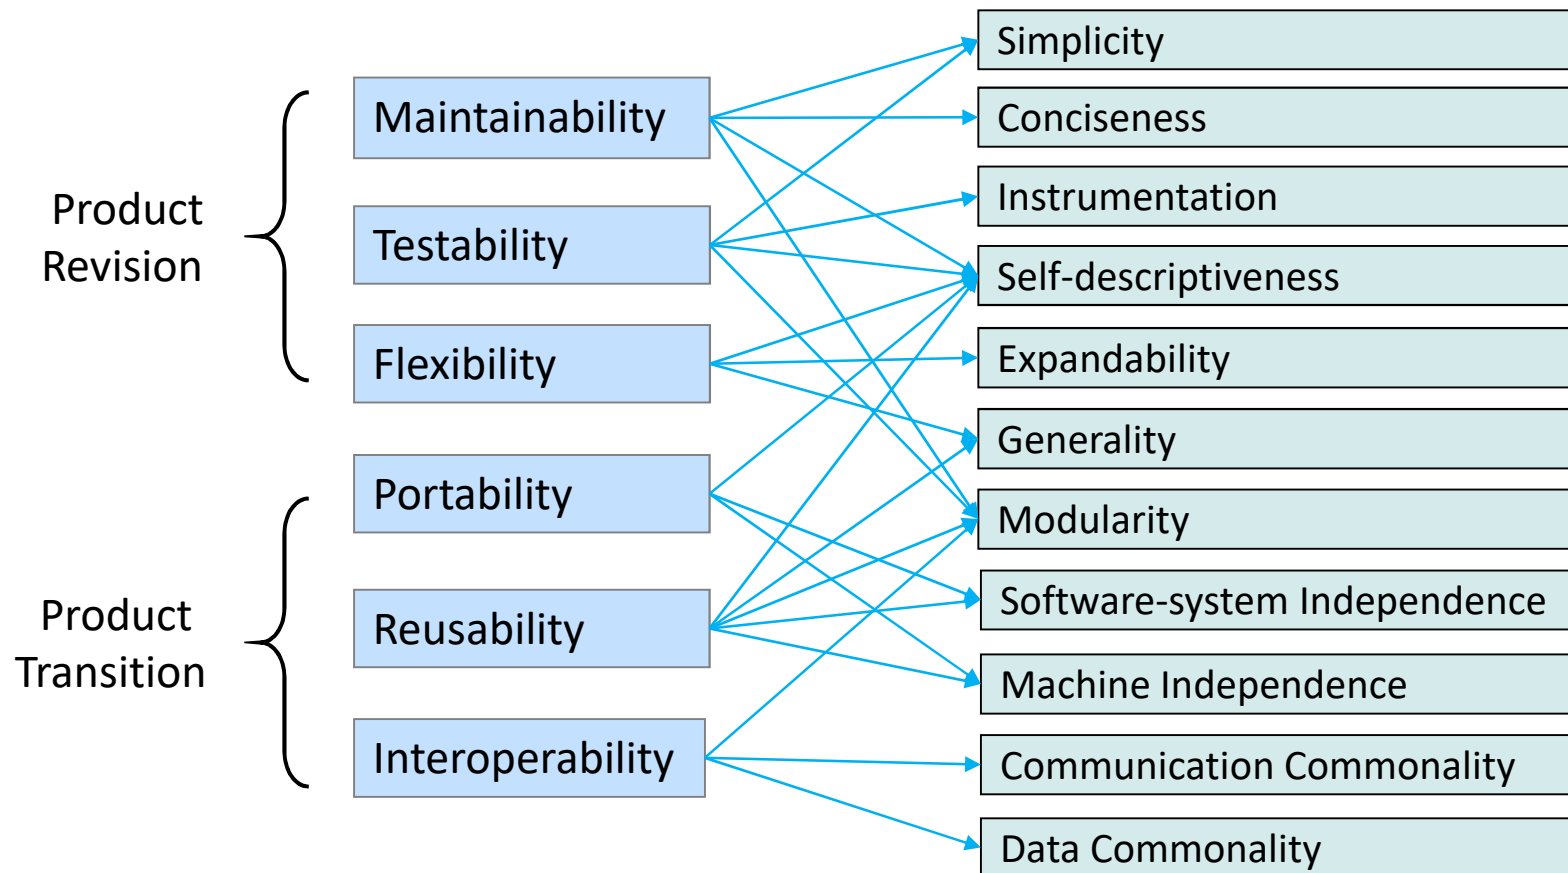 Product
Revision
Maintainability
Testability
Flexibility
Product
Transition
Portability
Reusability
Interoperability
Simplicity
Conciseness
Instrumentation
Self-descriptiveness
Expandability
Generality
Modularity
Software-system Independence
Machine Independence
Communication Commonality
Data Commonality